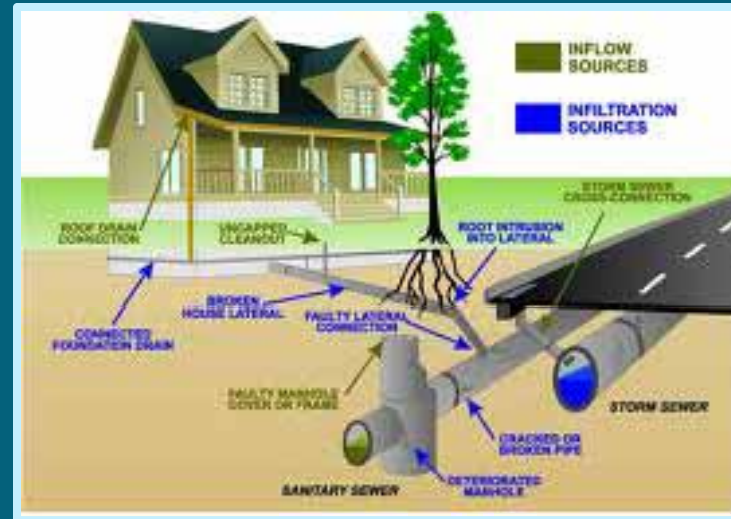 INFLOW
SOURCES
INFILTRATION
SOURCES
STORM SEWER
CROSS-CONNECTION
ROOF DRAIN
CONNECTION
UNCAPPED
CLEANOUT
ROOT INTRUSION
INTO LATERAL
BROKEN
HOUSE LATERAL
FAULTY LATERAL
CONNECTION
CONNECTED
FOUNDATION DRAIN
FAULTY MANHOLE
COVER OR FRAME
STORM SEWER
CRACKED OR
BROKEN PIPE
DETERIORATED
MANHOLE
SANITARY SEWER